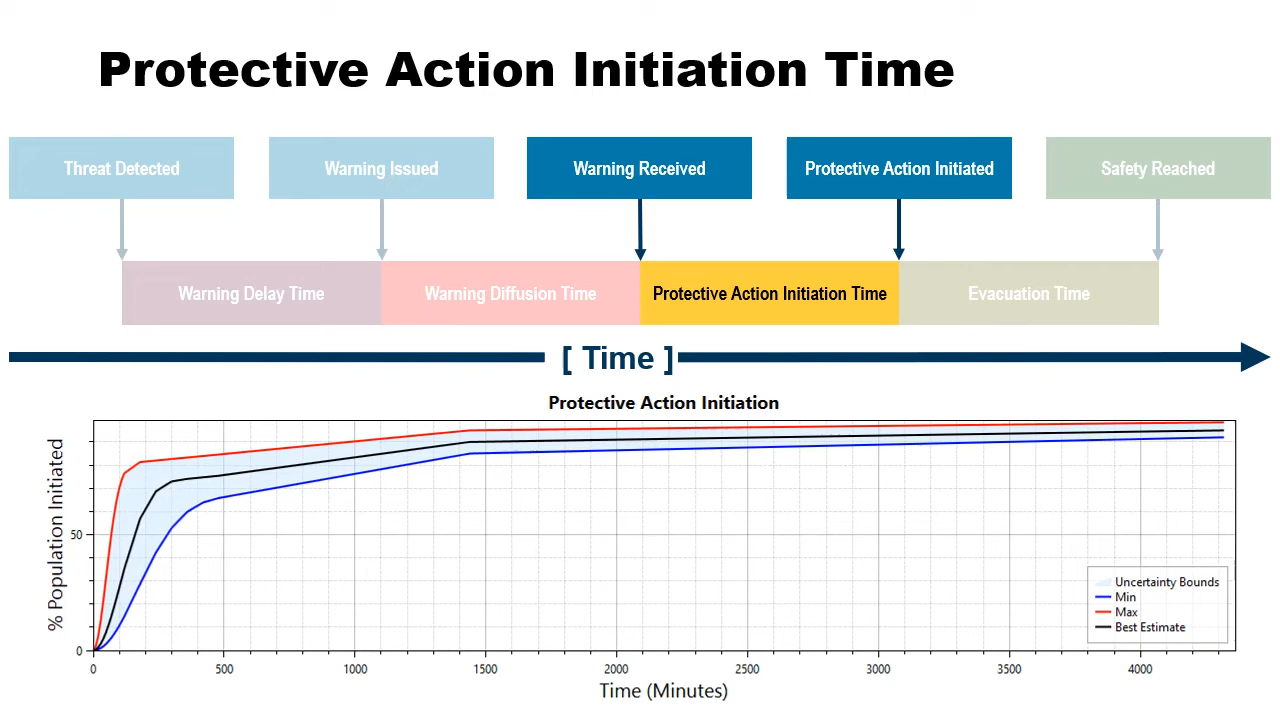 Protective Action Initiation Time
Threat Detected
Warning Issued
Warning Received
Protective Action Initiated
Safety Reached
Warning Delay Time
Warning Diffusion Time
Protective Action Initiation Time
Evacuation Time
[ Time ]
Protective Action Initiation
% Population Initiated
50
0
Uncertainty Bounds
Min
Max
Best Estimate
0 500 1000 1500 2000 2500 3000 3500 4000
Time (Minutes)